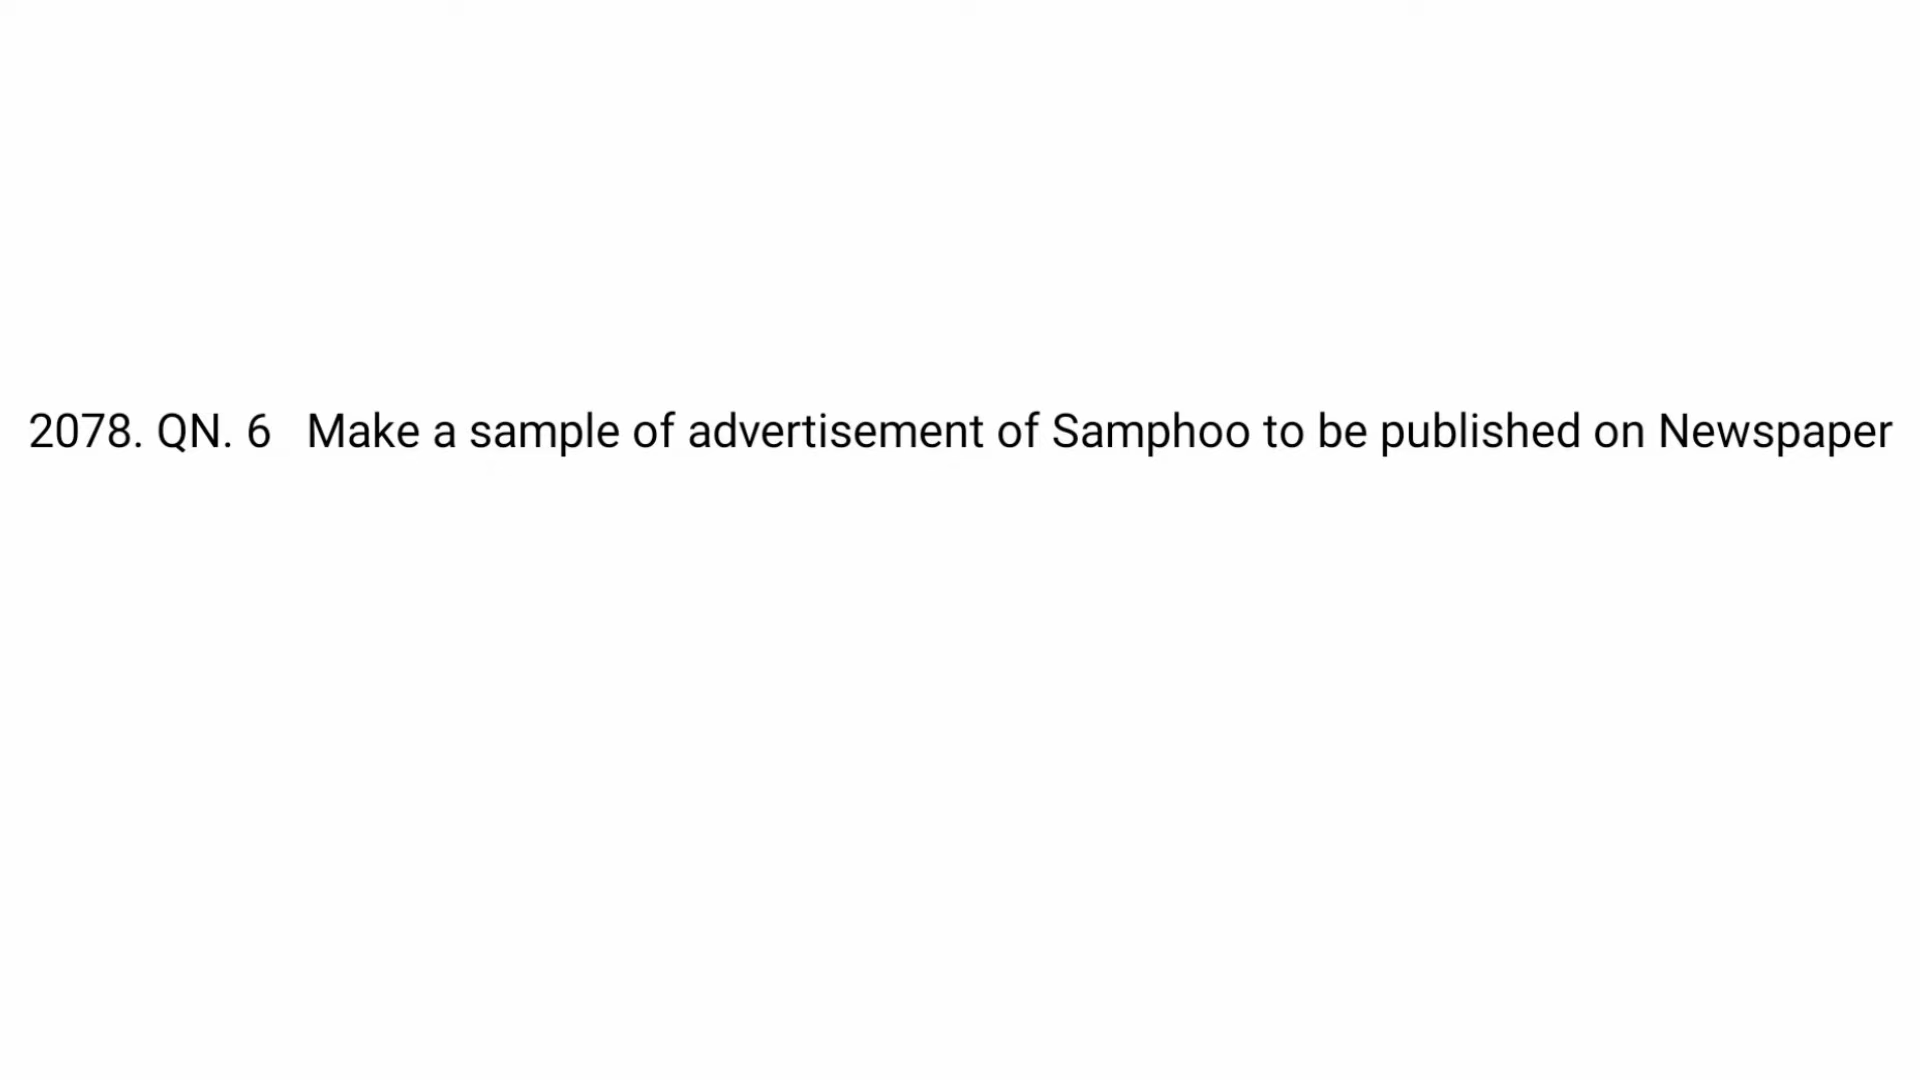 2078. QN. 6 Make a sample of advertisement of Samphoo to be published on Newspaper